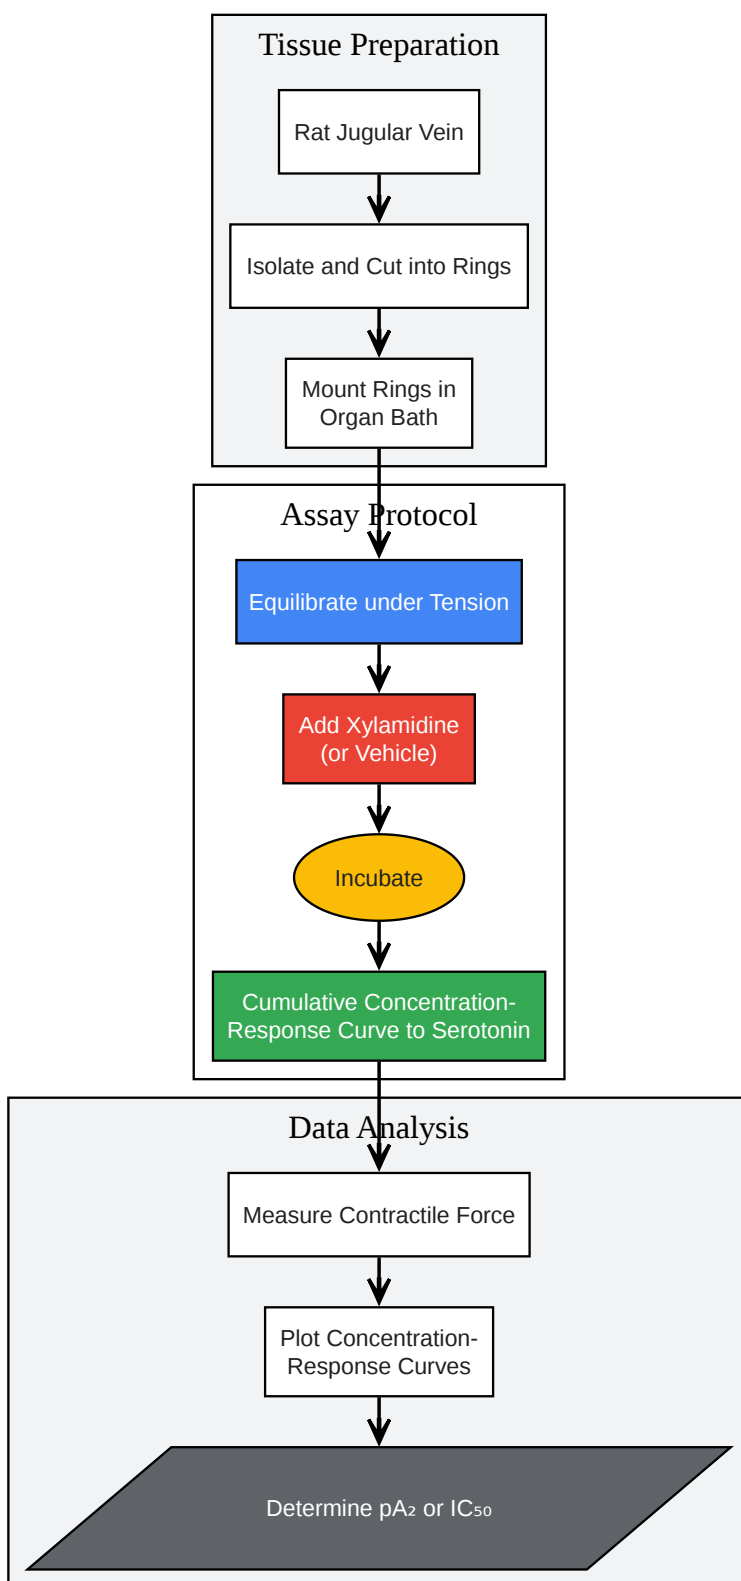 Tissue Preparation
Rat Jugular Vein
Isolate and Cut into Rings
Mount Rings in
Organ Bath
Assay Protocol
Equilibrate under Tension
Add Xylamidine
(or Vehicle)
Incubate
Cumulative Concentration-
Response Curve to Serotonin
Data Analysis
Measure Contractile Force
Plot Concentration-
Response Curves
Determine pA₂ or IC₅₀